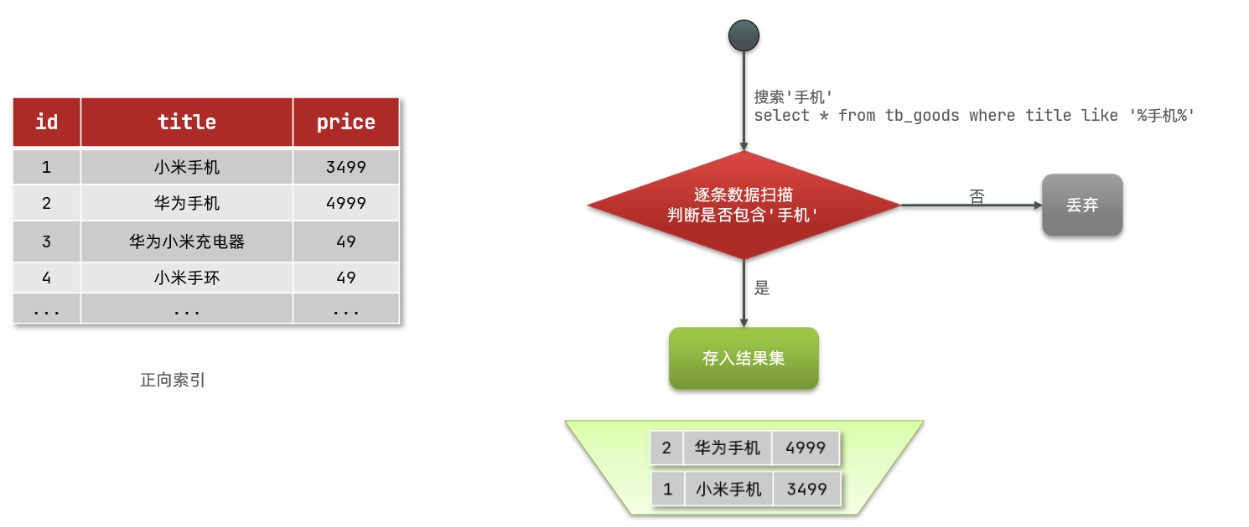 id title price
1 小米手机 3499
2 华为手机 4999
3 华为小米充电器 49
4 小米手环 49
... ... ...
正向索引
搜索'手机'
select * from tb_goods where title like '%手机%'
逐条数据扫描
判断是否包含'手机'
否
丢弃
是
存入结果集
2 华为手机 4999
1 小米手机 3499